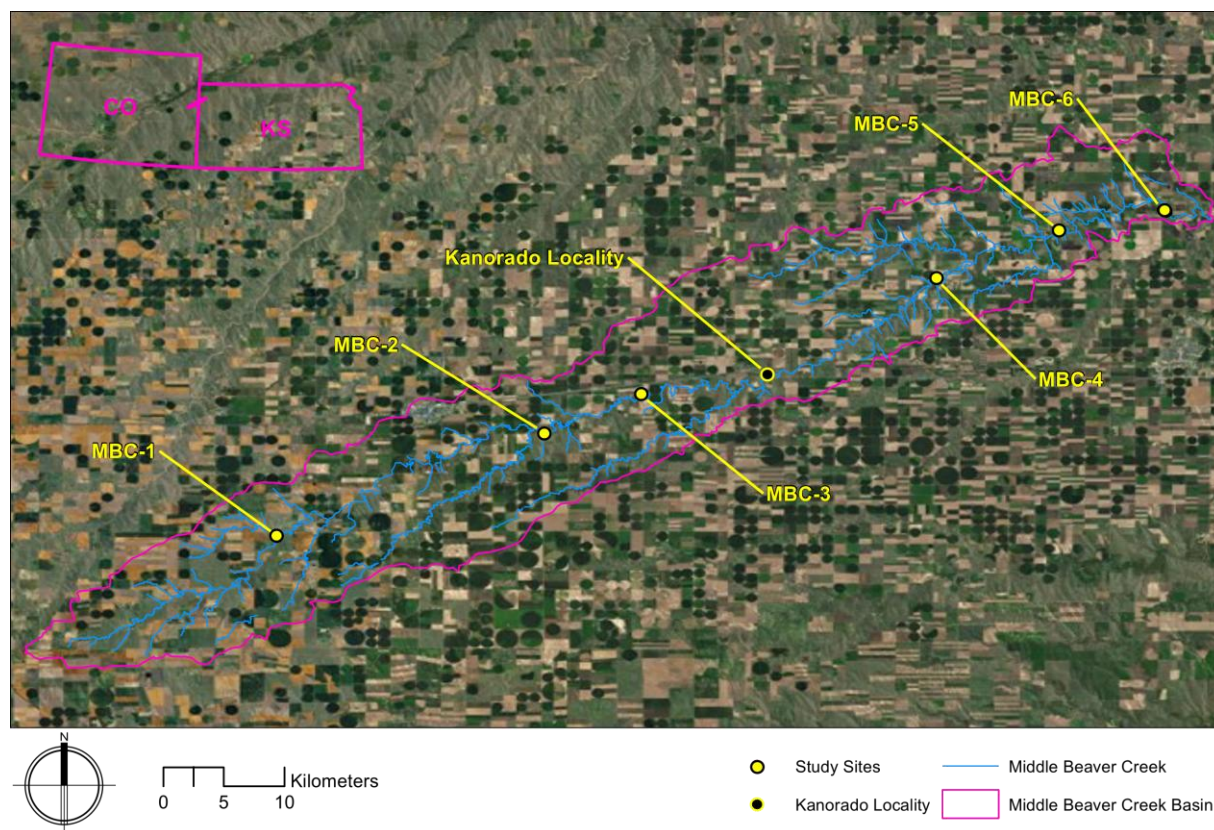 CO
KS
MBC-6
MBC-5
Kanorado Locality
MBC-2
MBC-4
MBC-1
MBC-3
N
Kilometers
0 5 10
Study Sites
Middle Beaver Creek
Kanorado Locality
Middle Beaver Creek Basin